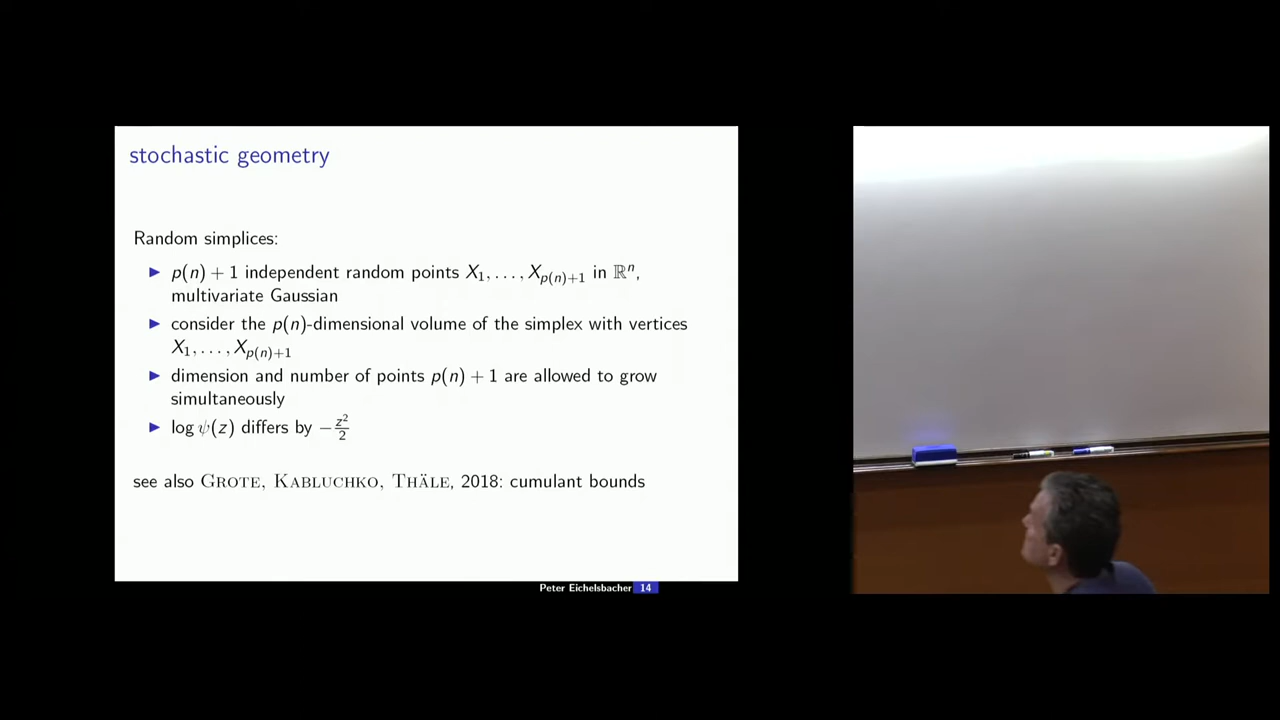 stochastic geometry
Random simplices:
▶ p(n) + 1 independent random points X₁, . . . , Xₚ₍ₙ₎₊₁ in ℝⁿ,
multivariate Gaussian
▶ consider the p(n)-dimensional volume of the simplex with vertices
X₁, . . . , Xₚ₍ₙ₎₊₁
▶ dimension and number of points p(n) + 1 are allowed to grow
simultaneously
▶ log ψ(z) differs by −z²/2
see also GROTE, KABLUCHKO, THÄLE, 2018: cumulant bounds
Peter Eichelsbacher 14